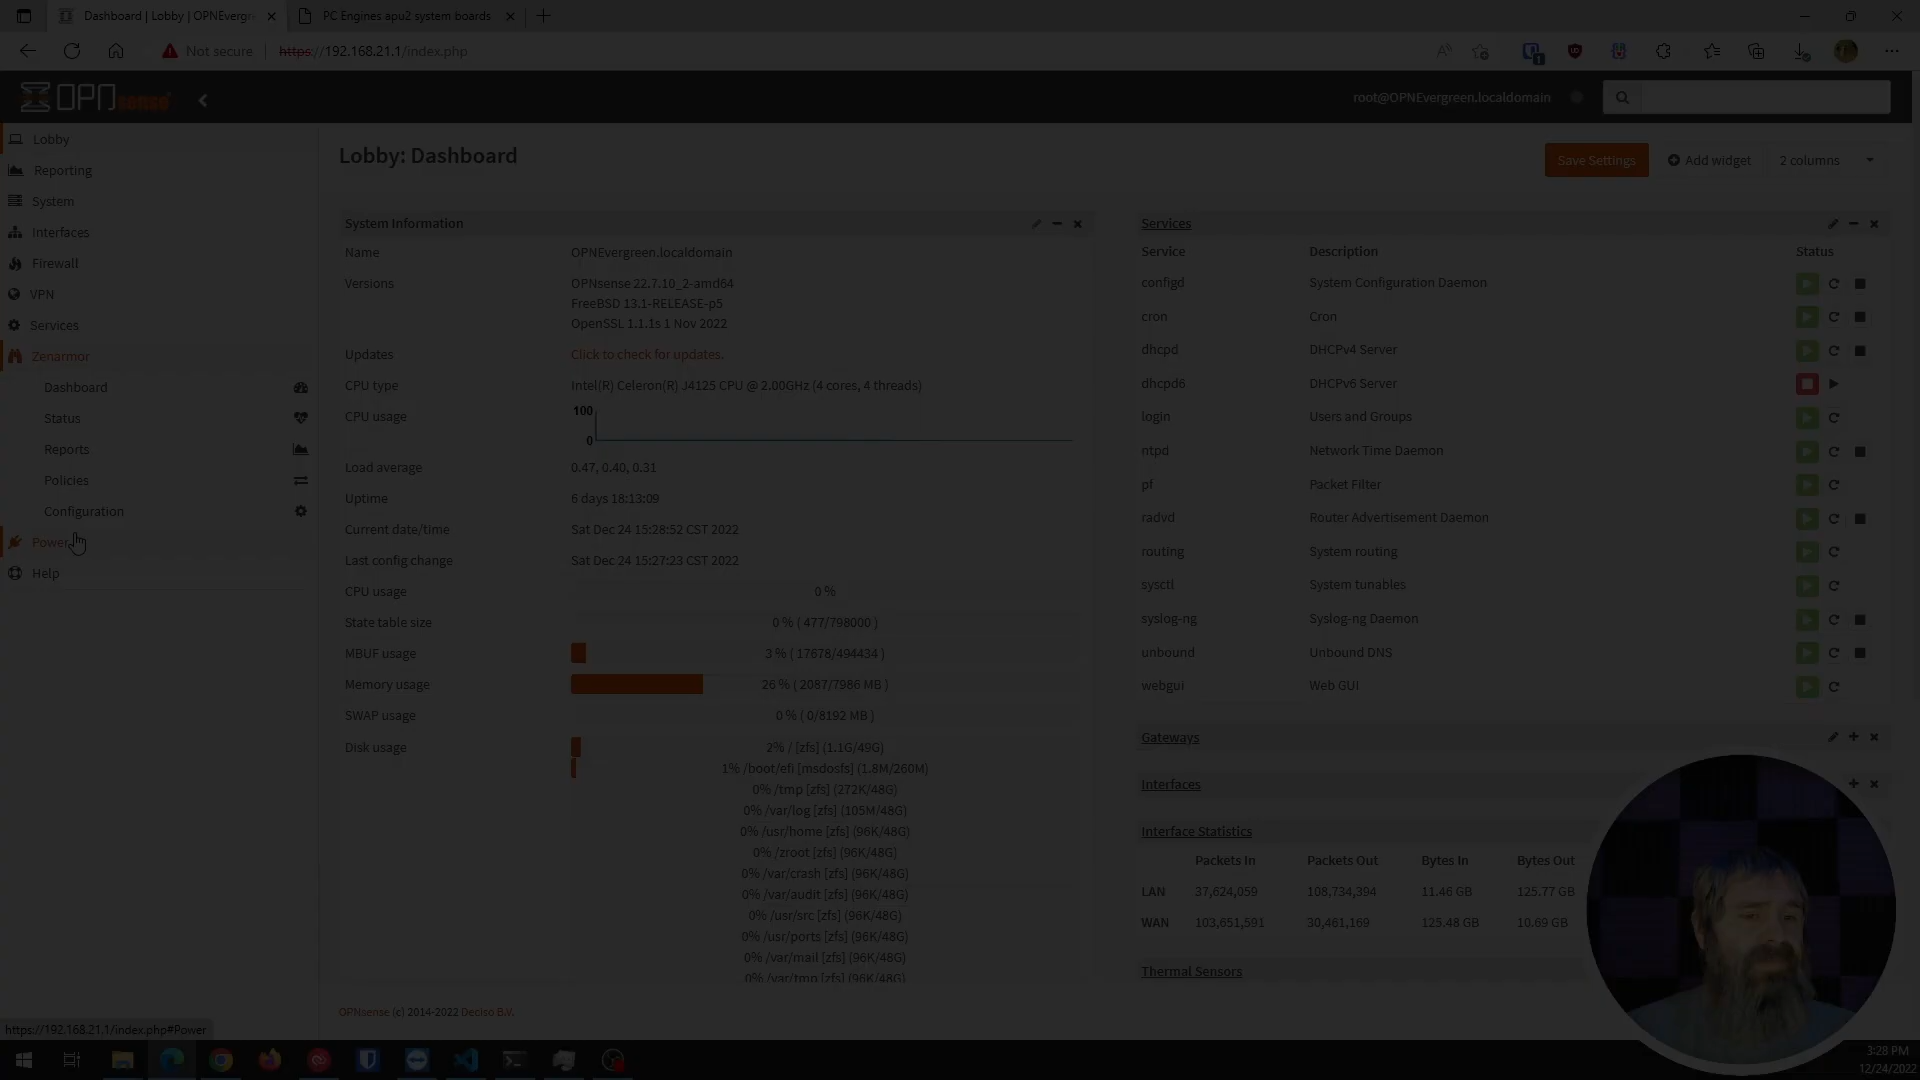 Dashboard | Lobby | OPNEvergr
PC Engines apu2 system boards
Not secure
https://192.168.21.1/index.php
OPNsense
root@OPNEvergreen.localdomain
Lobby
Reporting
System
Interfaces
Firewall
VPN
Services
Zenarmor
Dashboard
Status
Reports
Policies
Configuration
Power
Help
Lobby: Dashboard
Save Settings
Add widget
2 columns
System Information
Name OPNEvergreen.localdomain
Versions OPNsense 22.7.10_2-amd64
FreeBSD 13.1-RELEASE-p5
OpenSSL 1.1.1s 1 Nov 2022
Updates Click to check for updates.
CPU type Intel(R) Celeron(R) J4125 CPU @ 2.00GHz (4 cores, 4 threads)
CPU usage 100
0
Load average 0.47, 0.40, 0.31
Uptime 6 days 18:13:09
Current date/time Sat Dec 24 15:28:52 CST 2022
Last config change Sat Dec 24 15:27:23 CST 2022
CPU usage 0 %
State table size 0 % ( 477/798000 )
MBUF usage 3 % ( 17678/494434 )
Memory usage 26 % ( 2087/7986 MB )
SWAP usage 0 % ( 0/8192 MB )
Disk usage 2% / [zfs] (1.1G/49G)
1% /boot/efi [msdosfs] (1.8M/260M)
0% /tmp [zfs] (272K/48G)
0% /var/log [zfs] (105M/48G)
0% /usr/home [zfs] (96K/48G)
0% /zroot [zfs] (96K/48G)
0% /var/crash [zfs] (96K/48G)
0% /var/audit [zfs] (96K/48G)
0% /usr/src [zfs] (96K/48G)
0% /usr/ports [zfs] (96K/48G)
0% /var/mail [zfs] (96K/48G)
0% /var/tmp [zfs] (96K/48G)
Services
Service Description Status
configd System Configuration Daemon
cron Cron
dhcpd DHCPv4 Server
dhcpd6 DHCPv6 Server
login Users and Groups
ntpd Network Time Daemon
pf Packet Filter
radvd Router Advertisement Daemon
routing System routing
sysctl System tunables
syslog-ng Syslog-ng Daemon
unbound Unbound DNS
webgui Web GUI
Gateways
Interfaces
Interface Statistics
Packets In Packets Out Bytes In Bytes Out
LAN 37,624,059 108,734,394 11.46 GB 125.77 GB
WAN 103,651,591 30,461,169 125.48 GB 10.69 GB
Thermal Sensors
OPNsense (c) 2014-2022 Deciso B.V.
https://192.168.21.1/index.php#Power
3:28 PM
12/24/2022